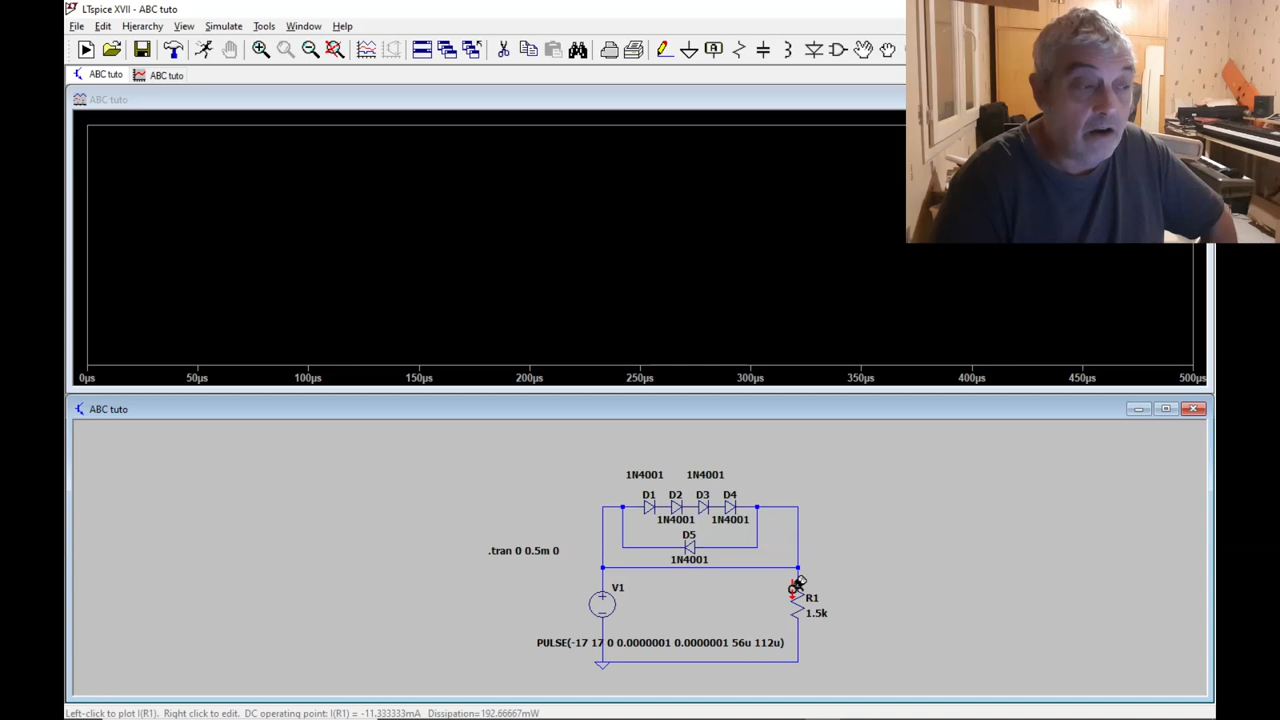 LTspice XVII - ABC tuto
File Edit Hierarchy View Simulate Tools Window Help
ABC tuto ABC tuto
ABC tuto
0µs 50µs 100µs 150µs 200µs 250µs 300µs 350µs 400µs 450µs 500µs
ABC tuto
1N4001 1N4001
D1 D2 D3 D4
1N4001 1N4001
D5
.tran 0 0.5m 0
1N4001
V1
R1
1.5k
PULSE(-17 17 0 0.0000001 0.0000001 56u 112u)
Left-click to plot I(R1). Right click to edit. DC operating point: I(R1) = -11.333333mA Dissipation=192.66667mW